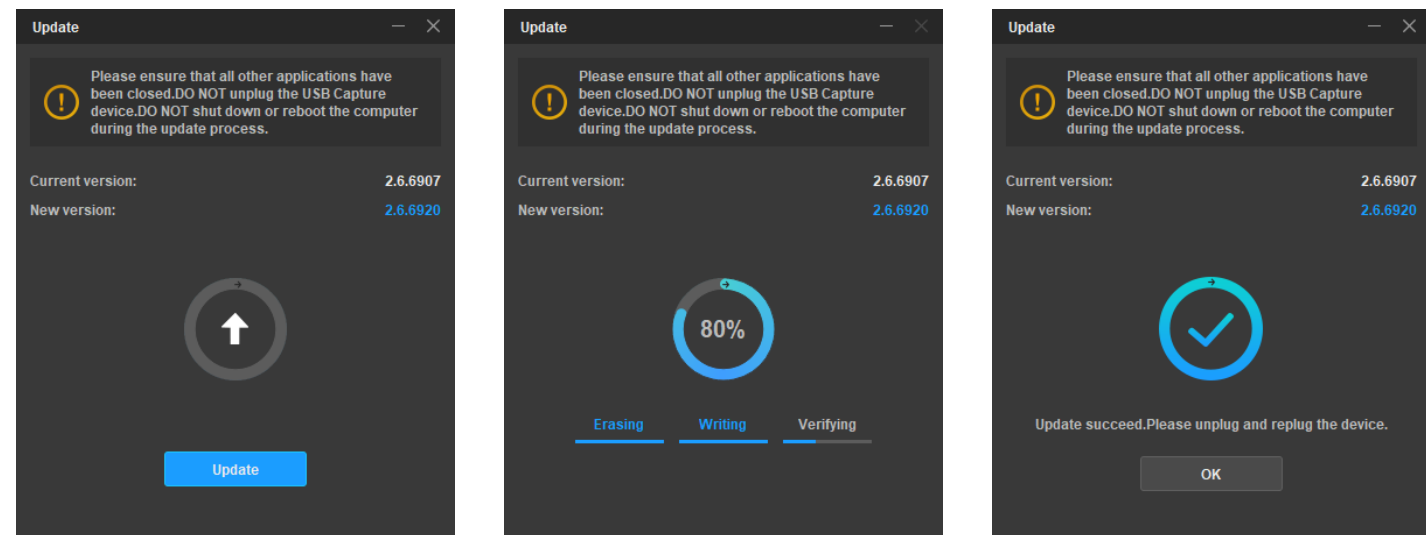 Update
Please ensure that all other applications have
been closed.DO NOT unplug the USB Capture
device.DO NOT shut down or reboot the computer
during the update process.
Current version: 2.6.6907
New version: 2.6.6920
Update
Update
Please ensure that all other applications have
been closed.DO NOT unplug the USB Capture
device.DO NOT shut down or reboot the computer
during the update process.
Current version: 2.6.6907
New version: 2.6.6920
80%
Erasing Writing Verifying
Update
Please ensure that all other applications have
been closed.DO NOT unplug the USB Capture
device.DO NOT shut down or reboot the computer
during the update process.
Current version: 2.6.6907
New version: 2.6.6920
Update succeed.Please unplug and replug the device.
OK